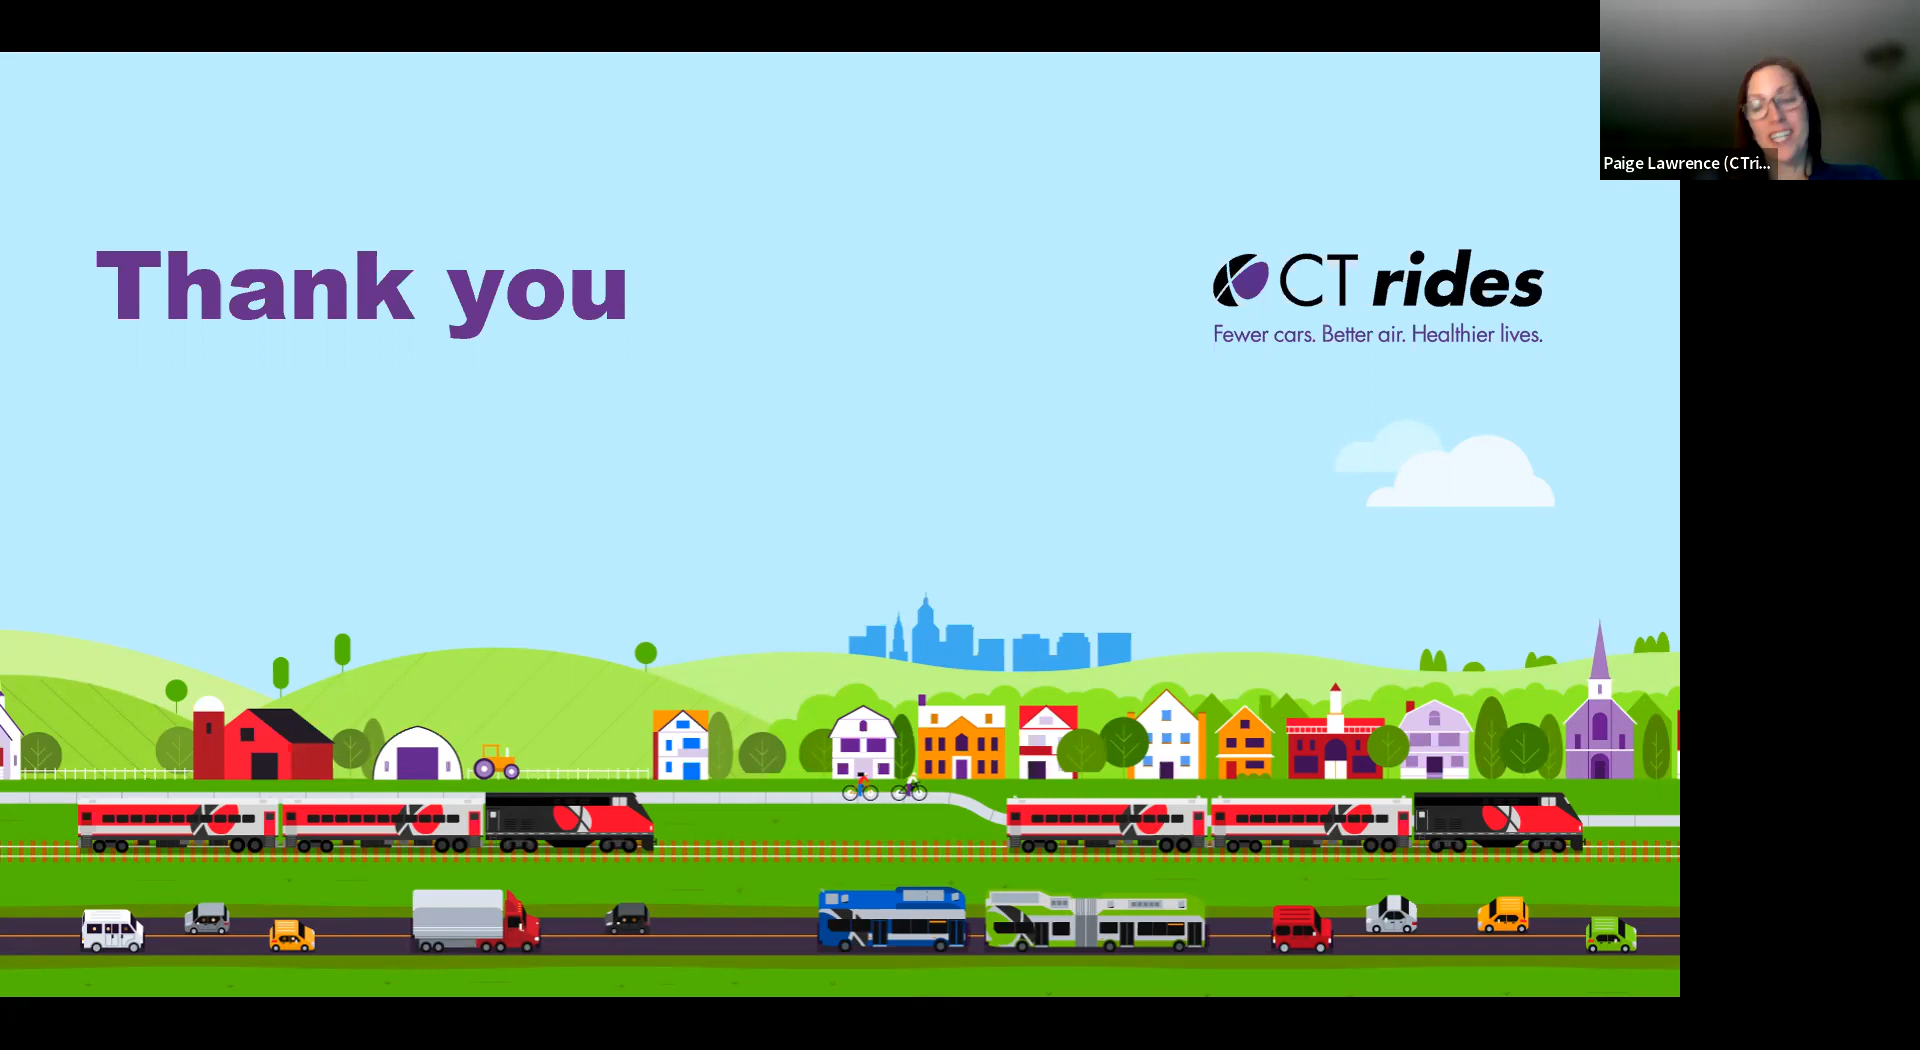 Thank you
CT rides
Fewer cars. Better air. Healthier lives.
Paige Lawrence (CTri...